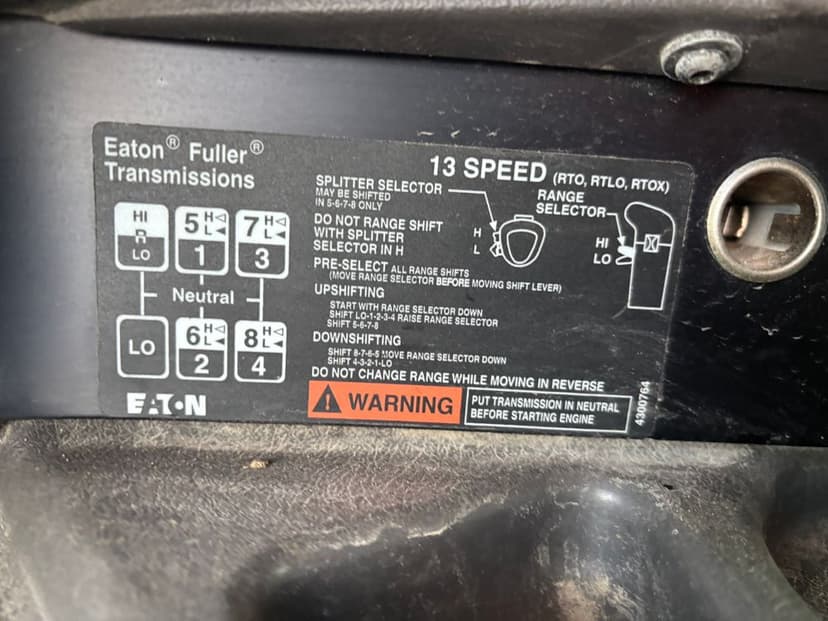 Eaton® Fuller®
Transmissions
13 SPEED (RTO, RTLO, RTOX)
HI
R
LO
5 H L
1
7 H L
3
Neutral
LO
6 H L
2
8 H L
4
EATON
SPLITTER SELECTOR
MAY BE SHIFTED
IN 5-6-7-8 ONLY
DO NOT RANGE SHIFT
WITH SPLITTER
SELECTOR IN H
H
L
RANGE
SELECTOR
HI
LO
PRE-SELECT ALL RANGE SHIFTS
(MOVE RANGE SELECTOR BEFORE MOVING SHIFT LEVER)
UPSHIFTING
START WITH RANGE SELECTOR DOWN
SHIFT LO-1-2-3-4 RAISE RANGE SELECTOR
SHIFT 5-6-7-8
DOWNSHIFTING
SHIFT 8-7-6-5 MOVE RANGE SELECTOR DOWN
SHIFT 4-3-2-1-LO
DO NOT CHANGE RANGE WHILE MOVING IN REVERSE
WARNING
PUT TRANSMISSION IN NEUTRAL
BEFORE STARTING ENGINE
4300764